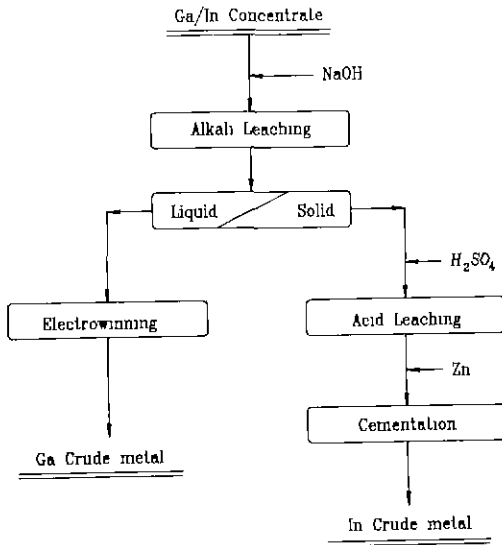 Ga/In Concentrate
NaOH
Alkali Leaching
Liquid Solid
H₂SO₄
Electrowinning
Acid Leaching
Zn
Cementation
Ga Crude metal
In Crude metal